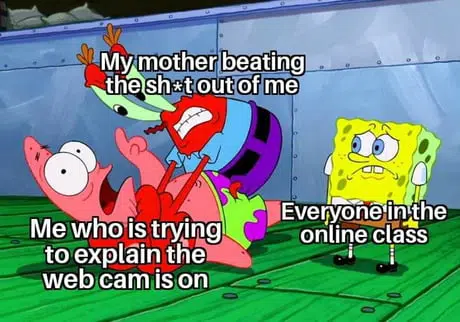 My mother beating
the sh*t out of me
Me who is trying
to explain the
web cam is on
Everyone in the
online class